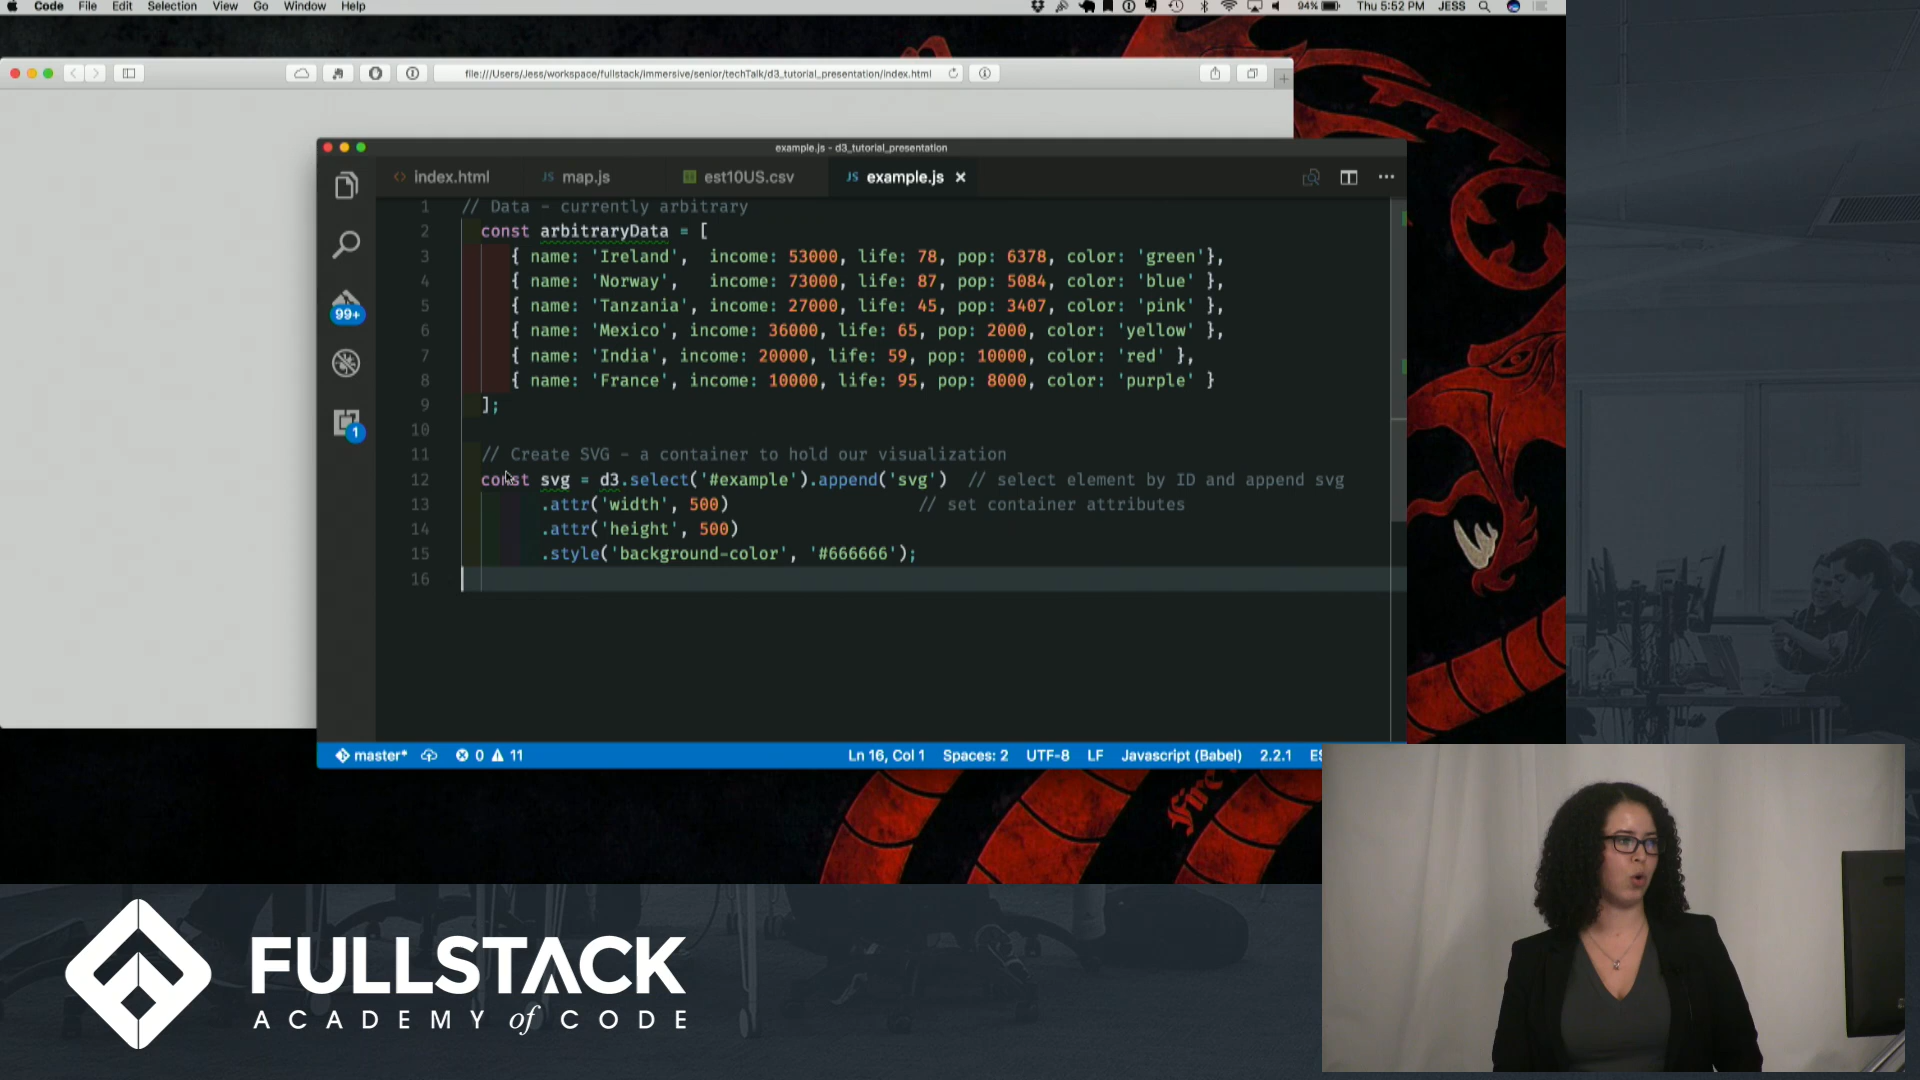 Code File Edit Selection View Go Window Help 94% Thu 5:52 PM JESS
file:///Users/Jess/workspace/fullstack/immersive/senior/techTalk/d3_tutorial_presentation/index.html
example.js - d3_tutorial_presentation
index.html JS map.js est10US.csv JS example.js
1 // Data - currently arbitrary
2 const arbitraryData = [
3 { name: 'Ireland', income: 53000, life: 78, pop: 6378, color: 'green'},
4 { name: 'Norway', income: 73000, life: 87, pop: 5084, color: 'blue' },
5 { name: 'Tanzania', income: 27000, life: 45, pop: 3407, color: 'pink' },
6 { name: 'Mexico', income: 36000, life: 65, pop: 2000, color: 'yellow' },
7 { name: 'India', income: 20000, life: 59, pop: 10000, color: 'red' },
8 { name: 'France', income: 10000, life: 95, pop: 8000, color: 'purple' }
9 ];
10
11 // Create SVG - a container to hold our visualization
12 const svg = d3.select('#example').append('svg') // select element by ID and append svg
13 .attr('width', 500) // set container attributes
14 .attr('height', 500)
15 .style('background-color', '#666666');
16
99+
1
master* 0 11 Ln 16, Col 1 Spaces: 2 UTF-8 LF Javascript (Babel) 2.2.1 ES
Fire
FULLSTACK
ACADEMY of CODE